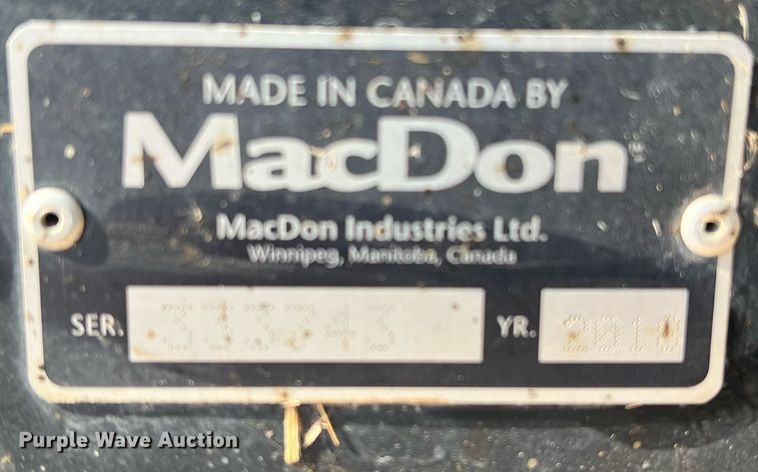 MADE IN CANADA BY
MacDon
MacDon Industries Ltd.
Winnipeg, Manitoba, Canada
SER.
YR.
Purple Wave Auction